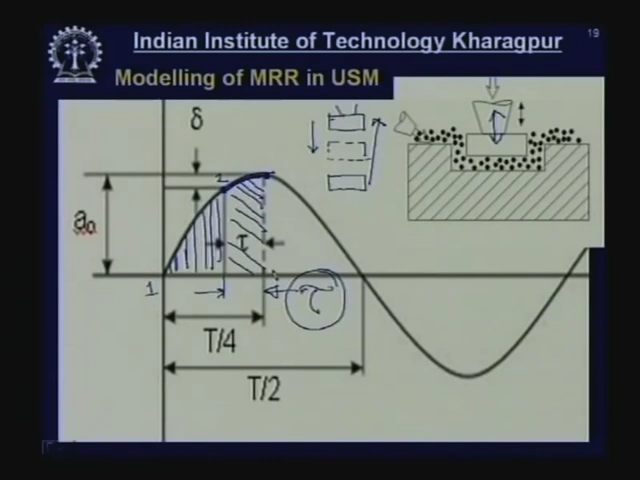 Indian Institute of Technology Kharagpur
19
Modelling of MRR in USM
δ
2
a₀
τ
1
τ
T/4
T/2